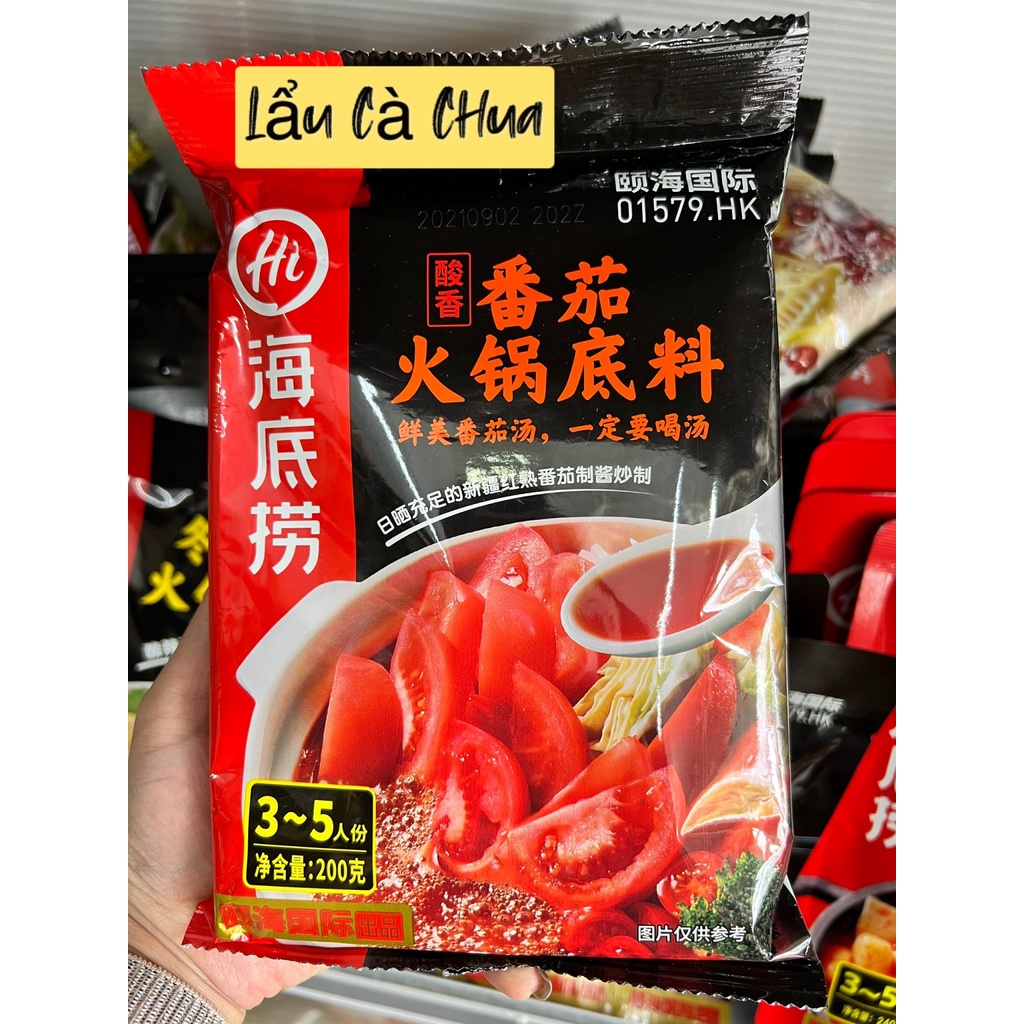 Lẩu Cà CHua
颐海国际
01579.HK
20210902 202Z
Hi
海底捞
酸香
番茄
火锅底料
鲜美番茄汤，一定要喝汤
日晒充足的新疆红熟番茄制酱炒制
3~5人份
净含量:200克
颐海国际出品
图片仅供参考
3~5